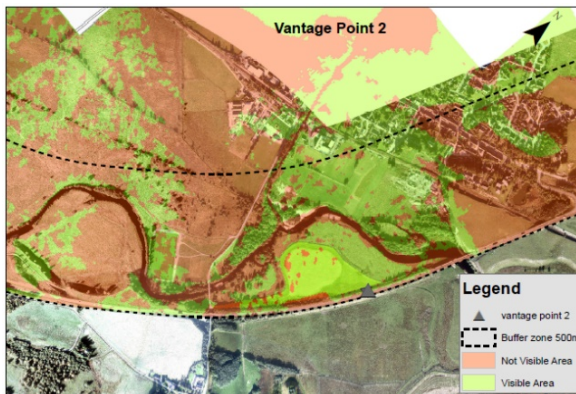 Vantage Point 2
N
Legend
vantage point 2
Buffer zone 500m
Not Visible Area
Visible Area